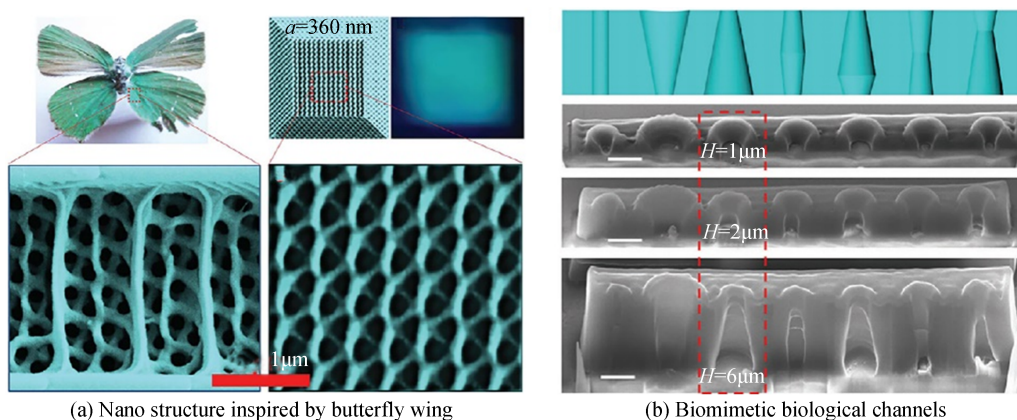 a=360 nm
1μm
H=1μm
H=2μm
H=6μm
(a) Nano structure inspired by butterfly wing
(b) Biomimetic biological channels